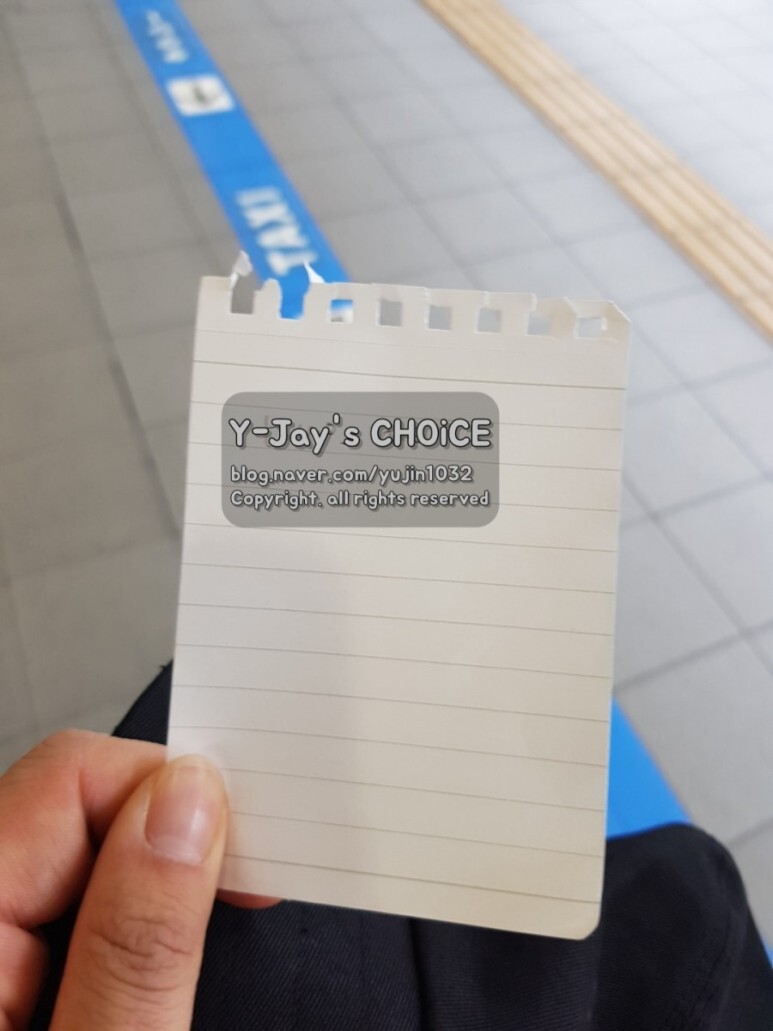 TAXI
Y-Jay's CHOiCE
blog.naver.com/yujin1032
Copyright. all rights reserved